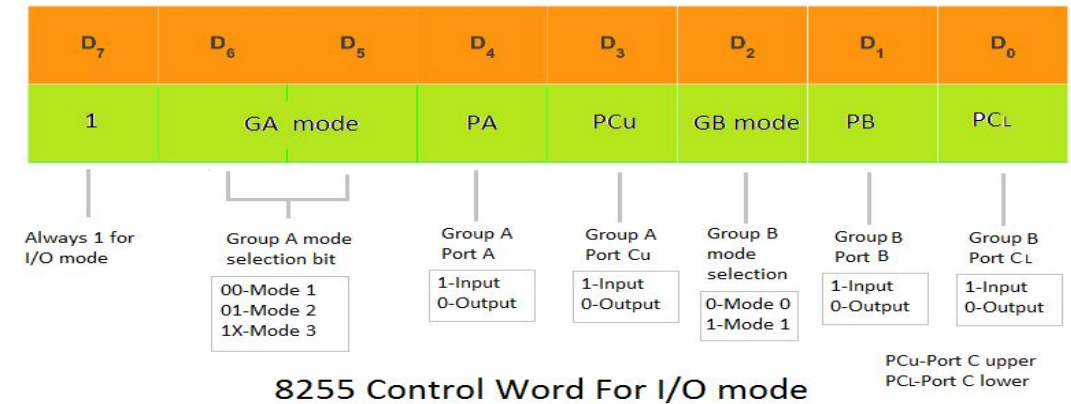 D7 D6 D5 D4 D3 D2 D1 D0
1 GA mode PA PCu GB mode PB PCL
Always 1 for
I/O mode
Group A mode
selection bit
00-Mode 1
01-Mode 2
1X-Mode 3
Group A
Port A
1-Input
0-Output
Group A
Port Cu
1-Input
0-Output
Group B
mode
selection
0-Mode 0
1-Mode 1
Group B
Port B
1-Input
0-Output
Group B
Port CL
1-Input
0-Output
PCu-Port C upper
PCL-Port C lower
8255 Control Word For I/O mode